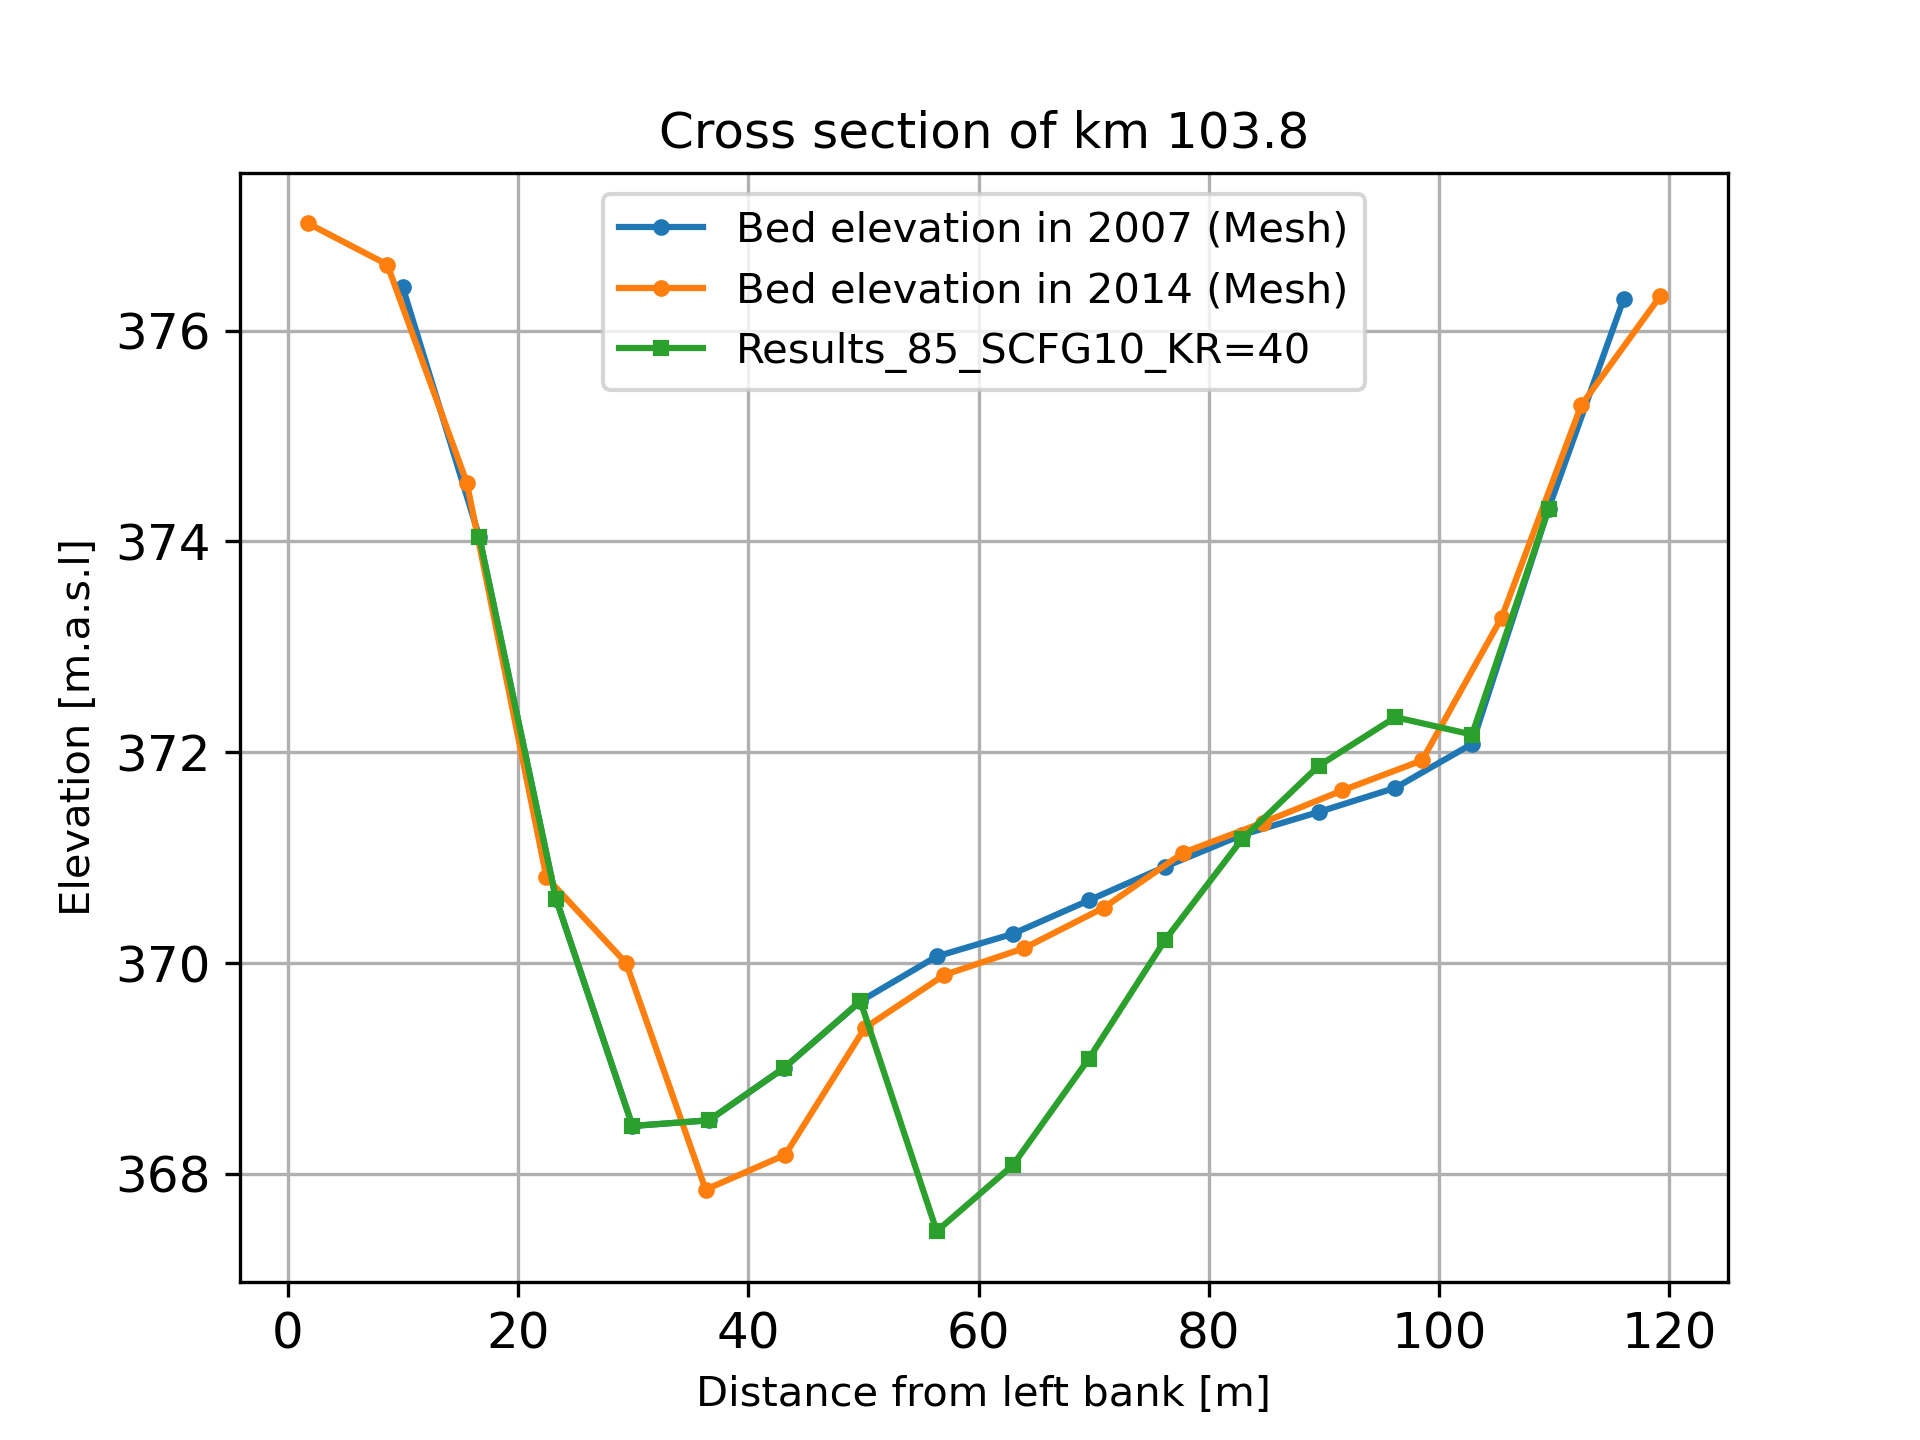 Cross section of km 103.8
Bed elevation in 2007 (Mesh)
Bed elevation in 2014 (Mesh)
Results_85_SCFG10_KR=40
376
374
372
370
368
Elevation [m.a.s.l]
0 20 40 60 80 100 120
Distance from left bank [m]